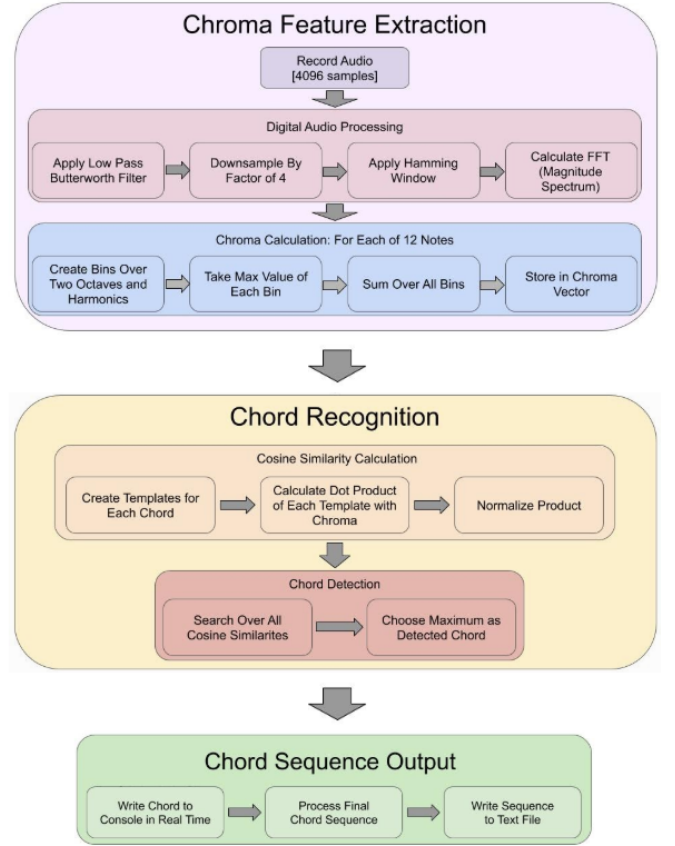 Chroma Feature Extraction
Record Audio
[4096 samples]
Digital Audio Processing
Apply Low Pass
Butterworth Filter
Downsample By
Factor of 4
Apply Hamming
Window
Calculate FFT
(Magnitude
Spectrum)
Chroma Calculation: For Each of 12 Notes
Create Bins Over
Two Octaves and
Harmonics
Take Max Value of
Each Bin
Sum Over All Bins
Store in Chroma
Vector
Chord Recognition
Cosine Similarity Calculation
Create Templates for
Each Chord
Calculate Dot Product
of Each Template with
Chroma
Normalize Product
Chord Detection
Search Over All
Cosine Similarites
Choose Maximum as
Detected Chord
Chord Sequence Output
Write Chord to
Console in Real Time
Process Final
Chord Sequence
Write Sequence
to Text File